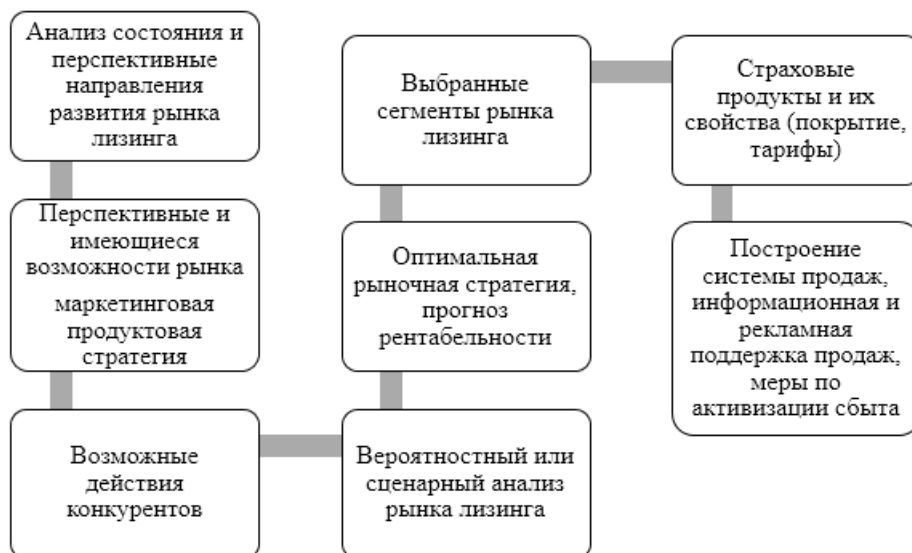 Анализ состояния и
перспективные
направления
развития рынка
лизинга
Перспективные и
имеющиеся
возможности рынка
маркетинговая
продуктовая
стратегия
Возможные
действия
конкурентов
Вероятностный или
сценарный анализ
рынка лизинга
Оптимальная
рыночная стратегия,
прогноз
рентабельности
Выбранные
сегменты рынка
лизинга
Страховые
продукты и их
свойства (покрытие,
тарифы)
Построение
системы продаж,
информационная и
рекламная
поддержка продаж,
меры по
активизации сбыта